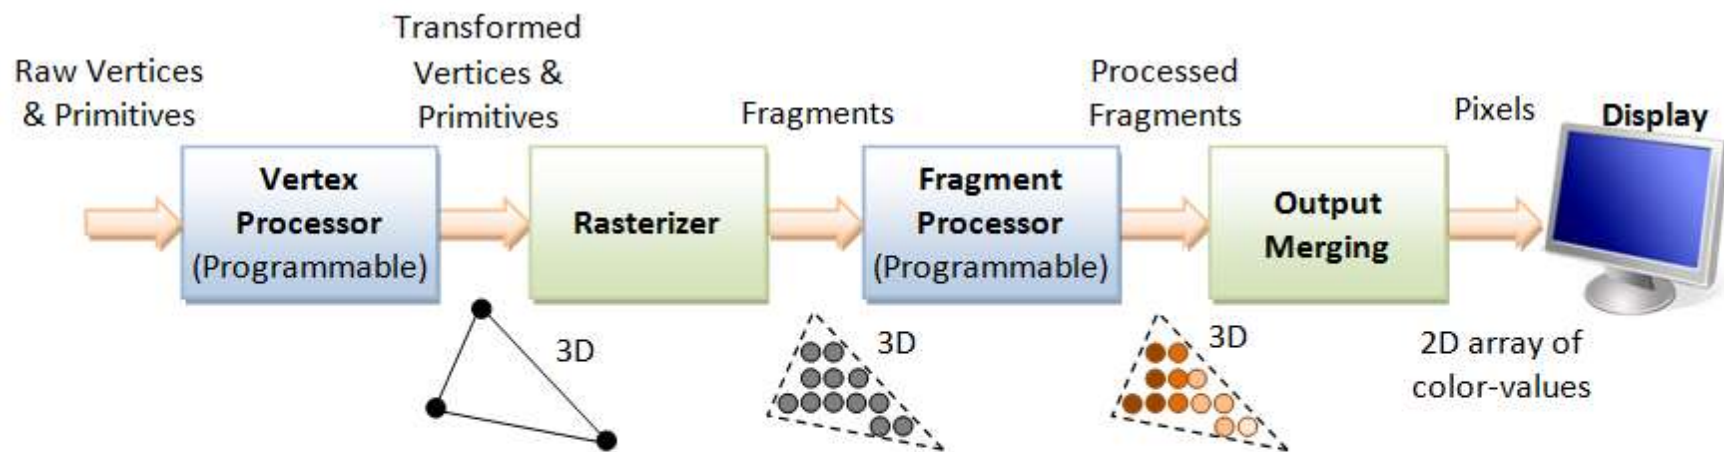 Raw Vertices
& Primitives
Transformed
Vertices &
Primitives
Fragments
Processed
Fragments
Pixels
Display
Vertex
Processor
(Programmable)
Rasterizer
Fragment
Processor
(Programmable)
Output
Merging
3D
3D
3D
2D array of
color-values